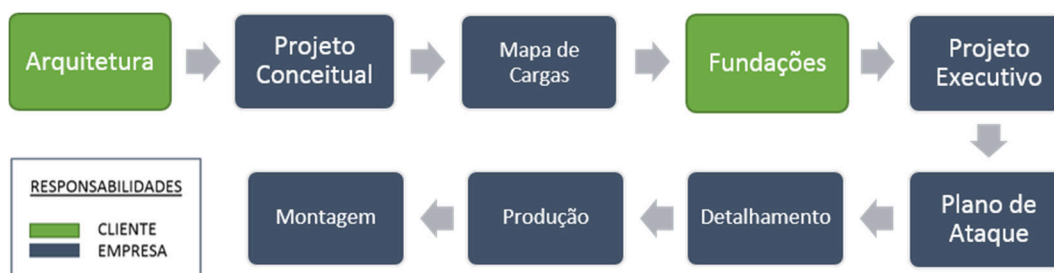 Arquitetura
Projeto
Conceitual
Mapa de
Cargas
Fundações
Projeto
Executivo
Plano de
Ataque
Detalhamento
Produção
Montagem
RESPONSABILIDADES
CLIENTE
EMPRESA